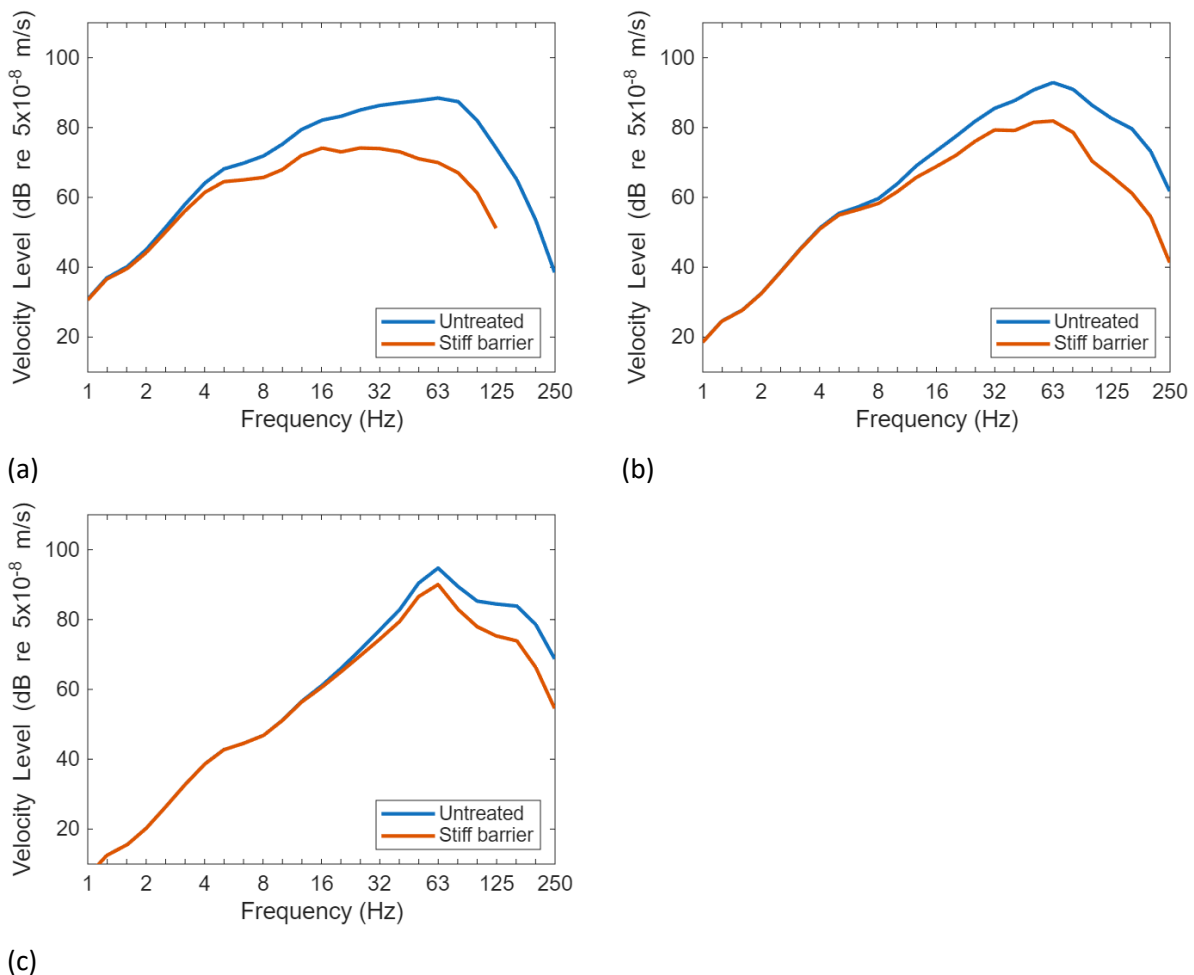 Velocity Level (dB re 5x10⁻⁸ m/s)
100
80
60
40
20
1 2 4 8 16 32 63 125 250
Frequency (Hz)
Untreated
Stiff barrier
(a)
Velocity Level (dB re 5x10⁻⁸ m/s)
100
80
60
40
20
1 2 4 8 16 32 63 125 250
Frequency (Hz)
Untreated
Stiff barrier
(b)
Velocity Level (dB re 5x10⁻⁸ m/s)
100
80
60
40
20
1 2 4 8 16 32 63 125 250
Frequency (Hz)
Untreated
Stiff barrier
(c)